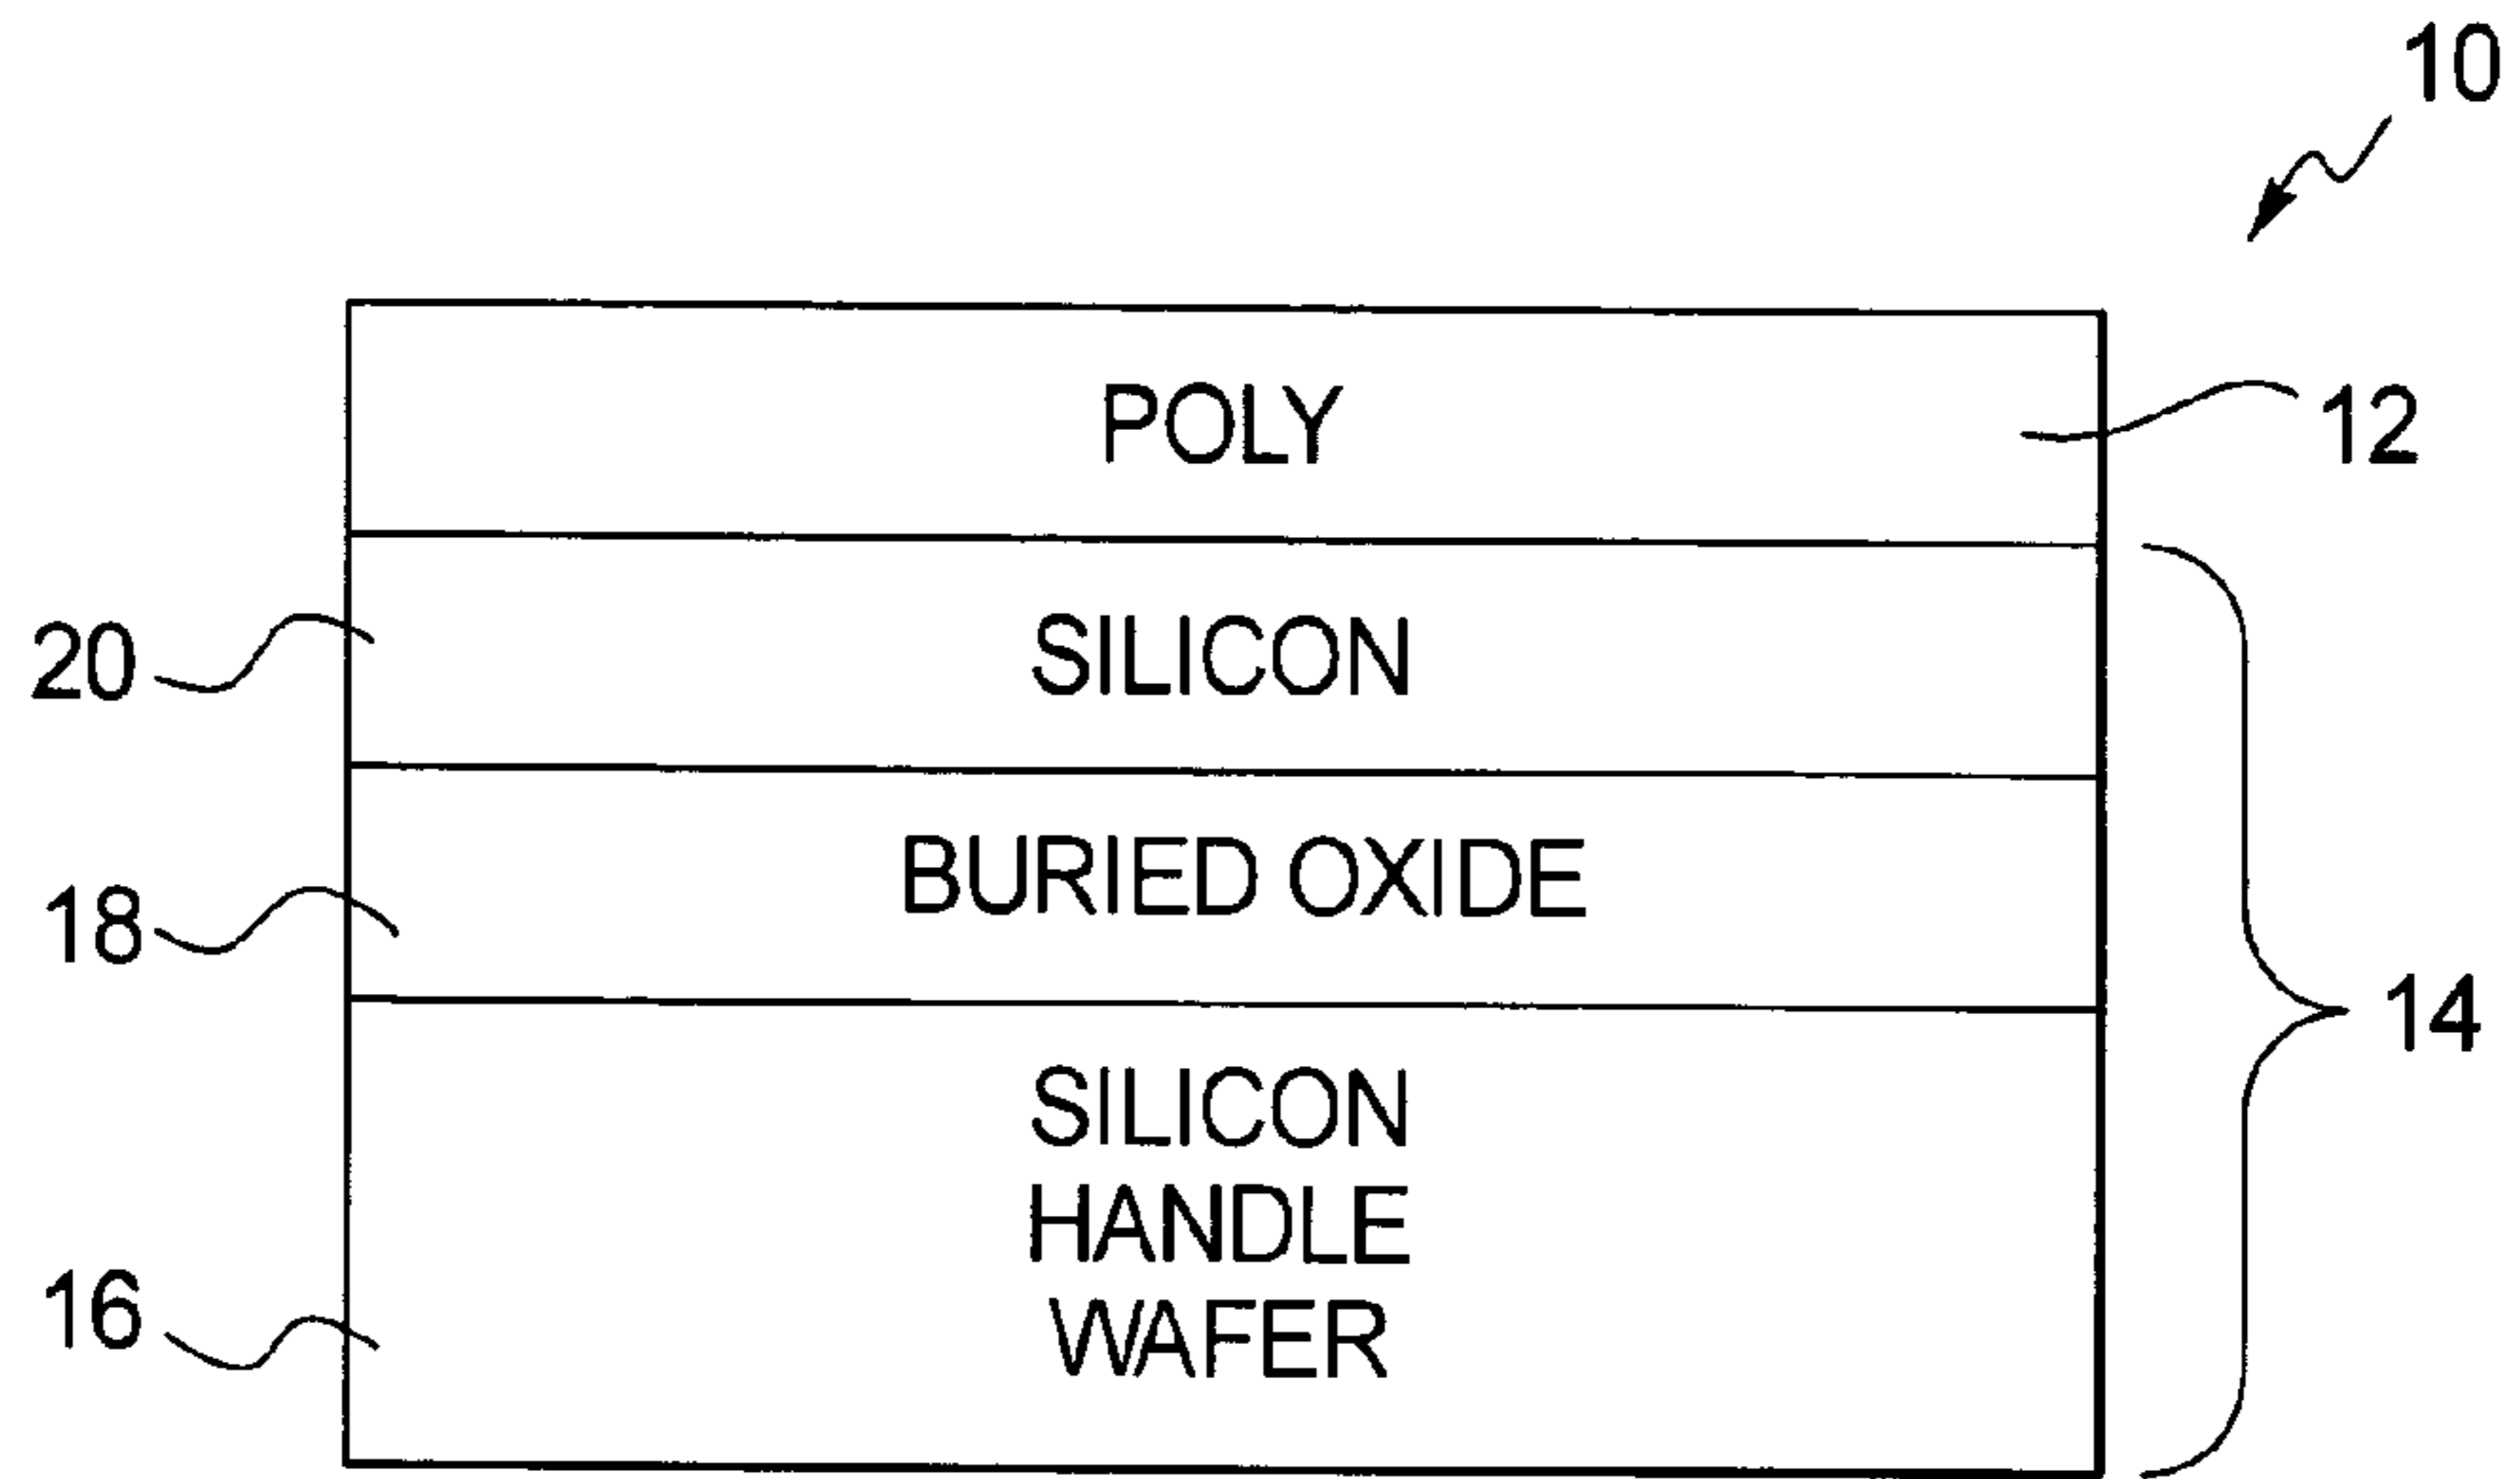 10
POLY
12
SILICON
20
BURIED OXIDE
18
14
SILICON
HANDLE
WAFER
16